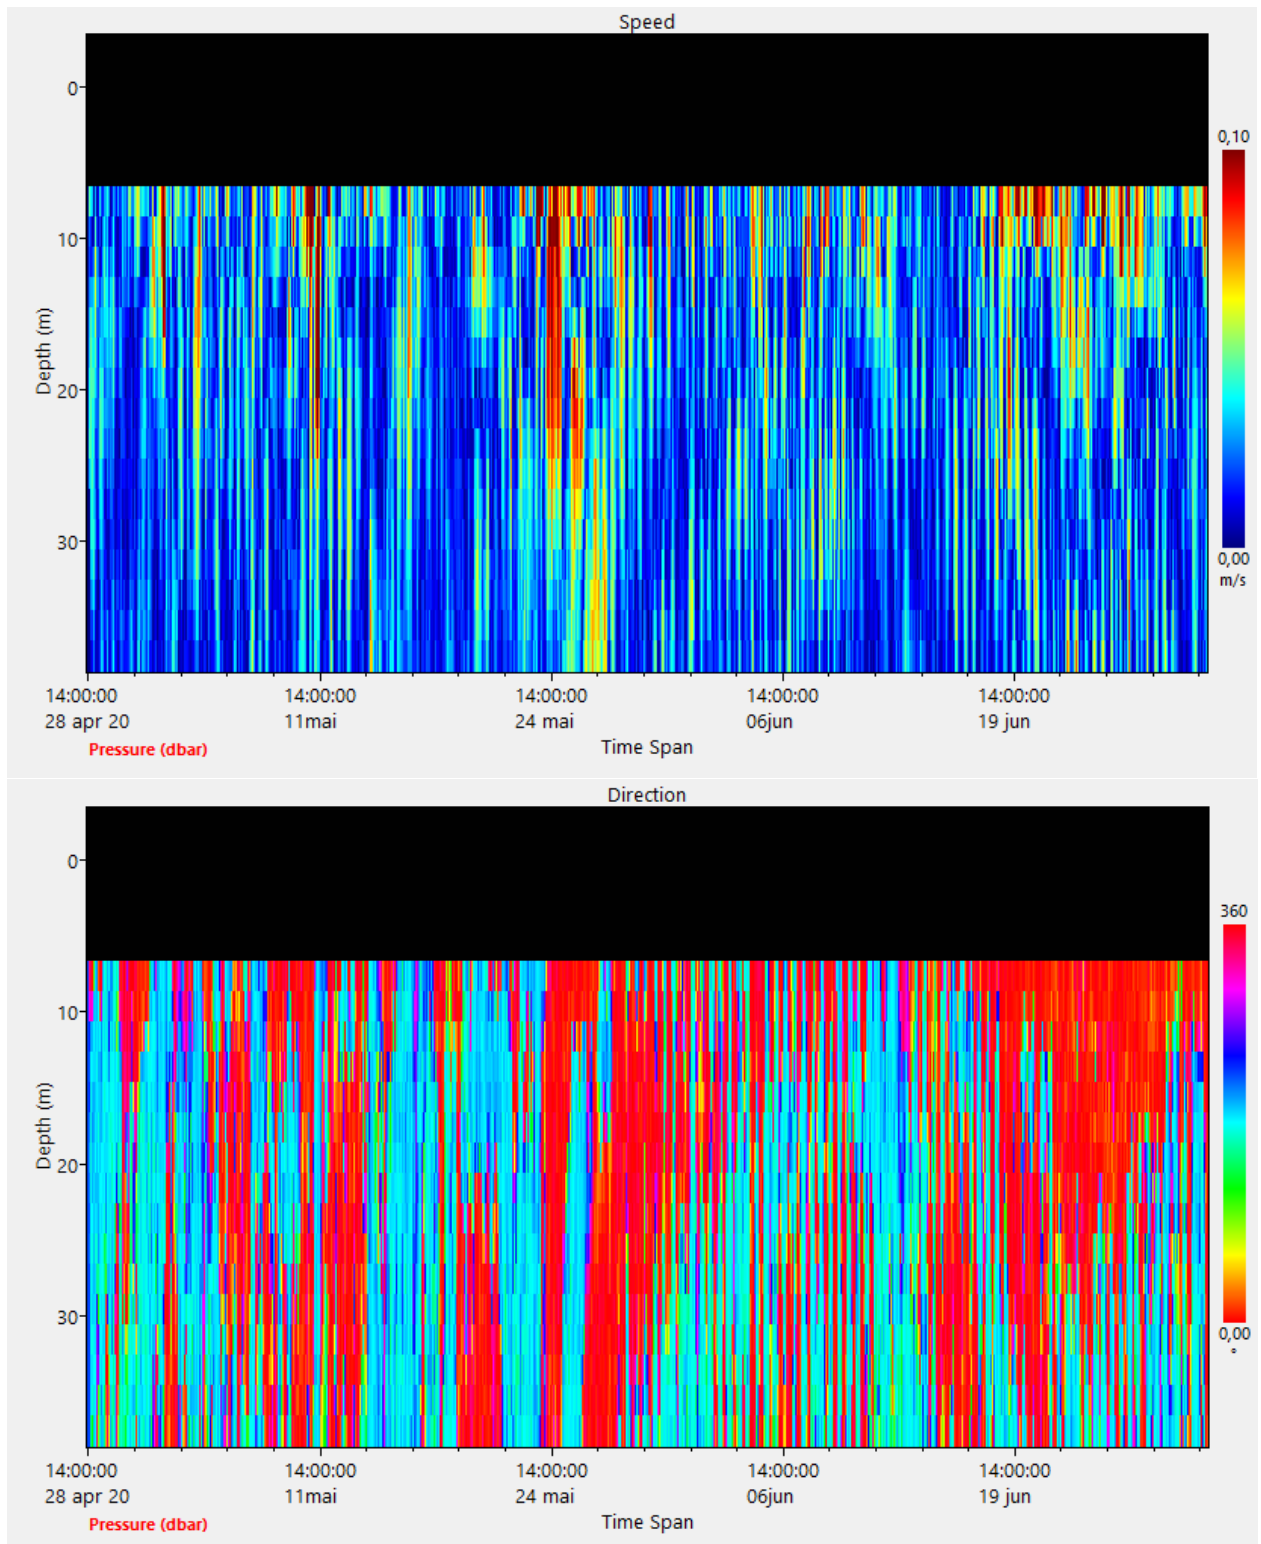 Speed
0
10
20
30
Depth (m)
0,10
0,00
m/s
14:00:00 14:00:00 14:00:00 14:00:00 14:00:00
28 apr 20 11mai 24 mai 06jun 19 jun
Pressure (dbar) Time Span
Direction
0
10
20
30
Depth (m)
360
0,00
°
14:00:00 14:00:00 14:00:00 14:00:00 14:00:00
28 apr 20 11mai 24 mai 06jun 19 jun
Pressure (dbar) Time Span